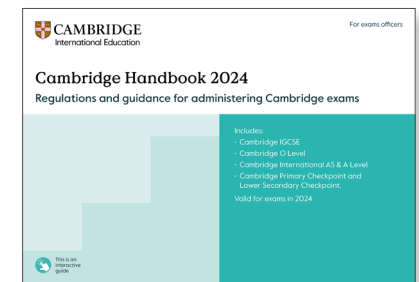 CAMBRIDGE
International Education
For exams officers
Cambridge Handbook 2024
Regulations and guidance for administering Cambridge exams
Includes:
· Cambridge IGCSE
· Cambridge O Level
· Cambridge International AS & A Level
· Cambridge Primary Checkpoint and
Lower Secondary Checkpoint.
Valid for exams in 2024
This is an
interactive
guide